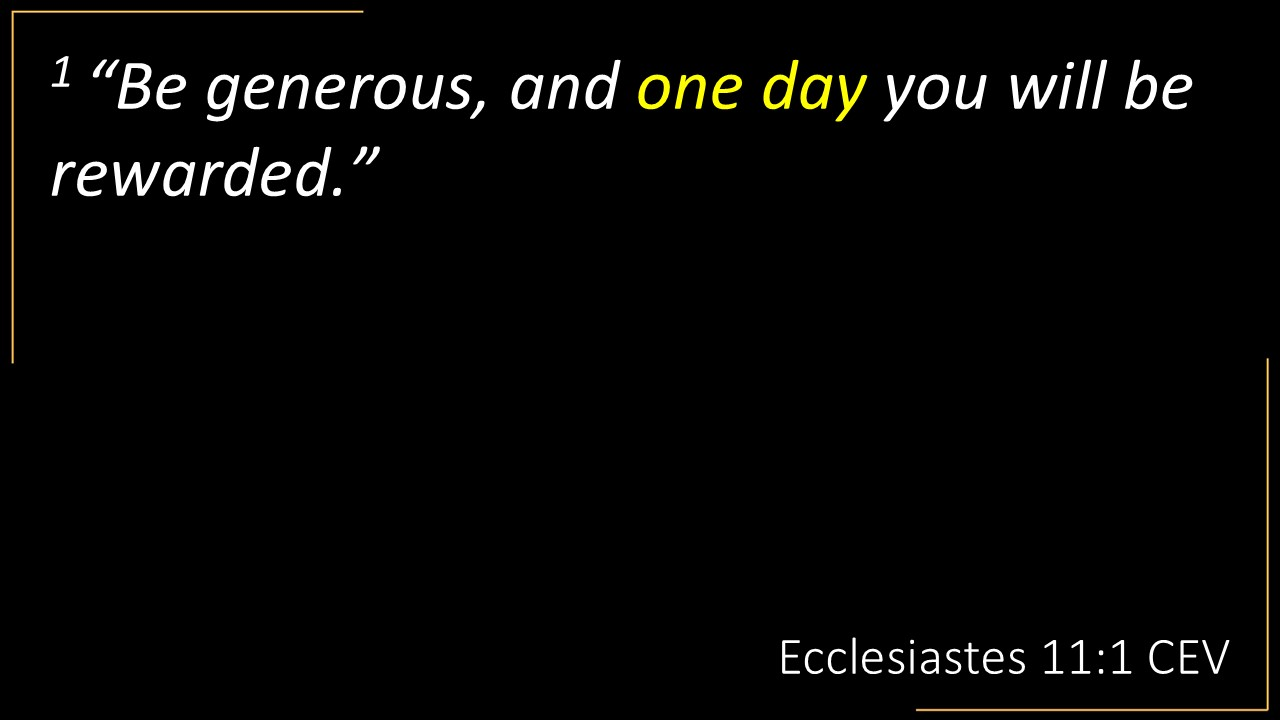 1 “Be generous, and one day you will be
rewarded.”
Ecclesiastes 11:1 CEV